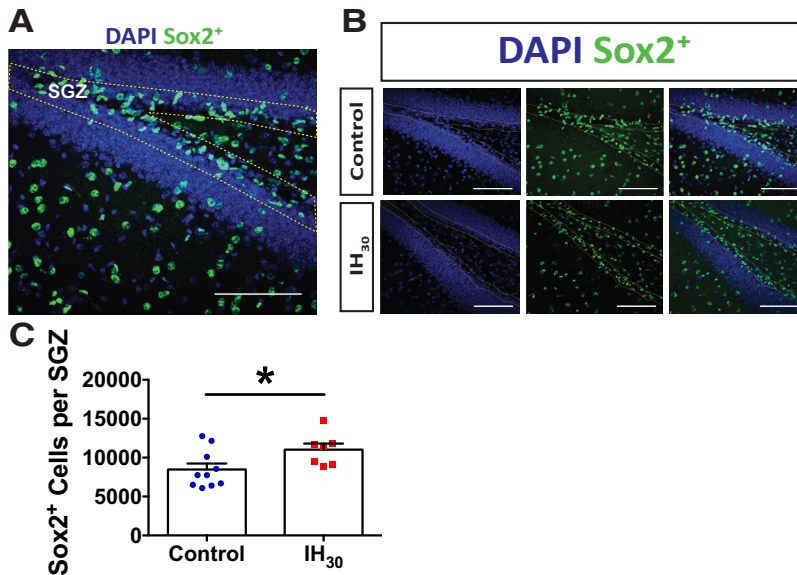 A
DAPI Sox2⁺
SGZ
B
DAPI Sox2⁺
Control
IH₃₀
C
Sox2⁺ Cells per SGZ
20000
15000
10000
5000
0
*
Control IH₃₀